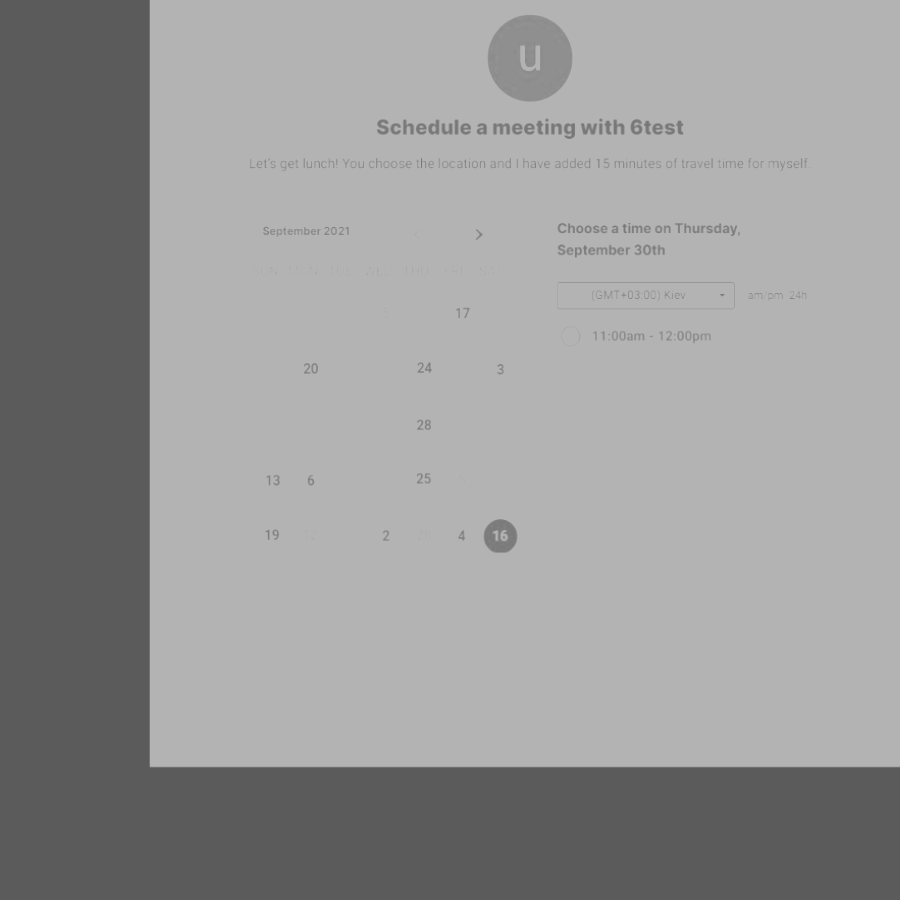 u
Schedule a meeting with 6test
Let's get lunch! You choose the location and I have added 15 minutes of travel time for myself.
September 2021
17
20 24 3
28
13 6 25
19 2 4 16
Choose a time on Thursday,
September 30th
(GMT+03:00) Kiev am/pm 24h
11:00am - 12:00pm